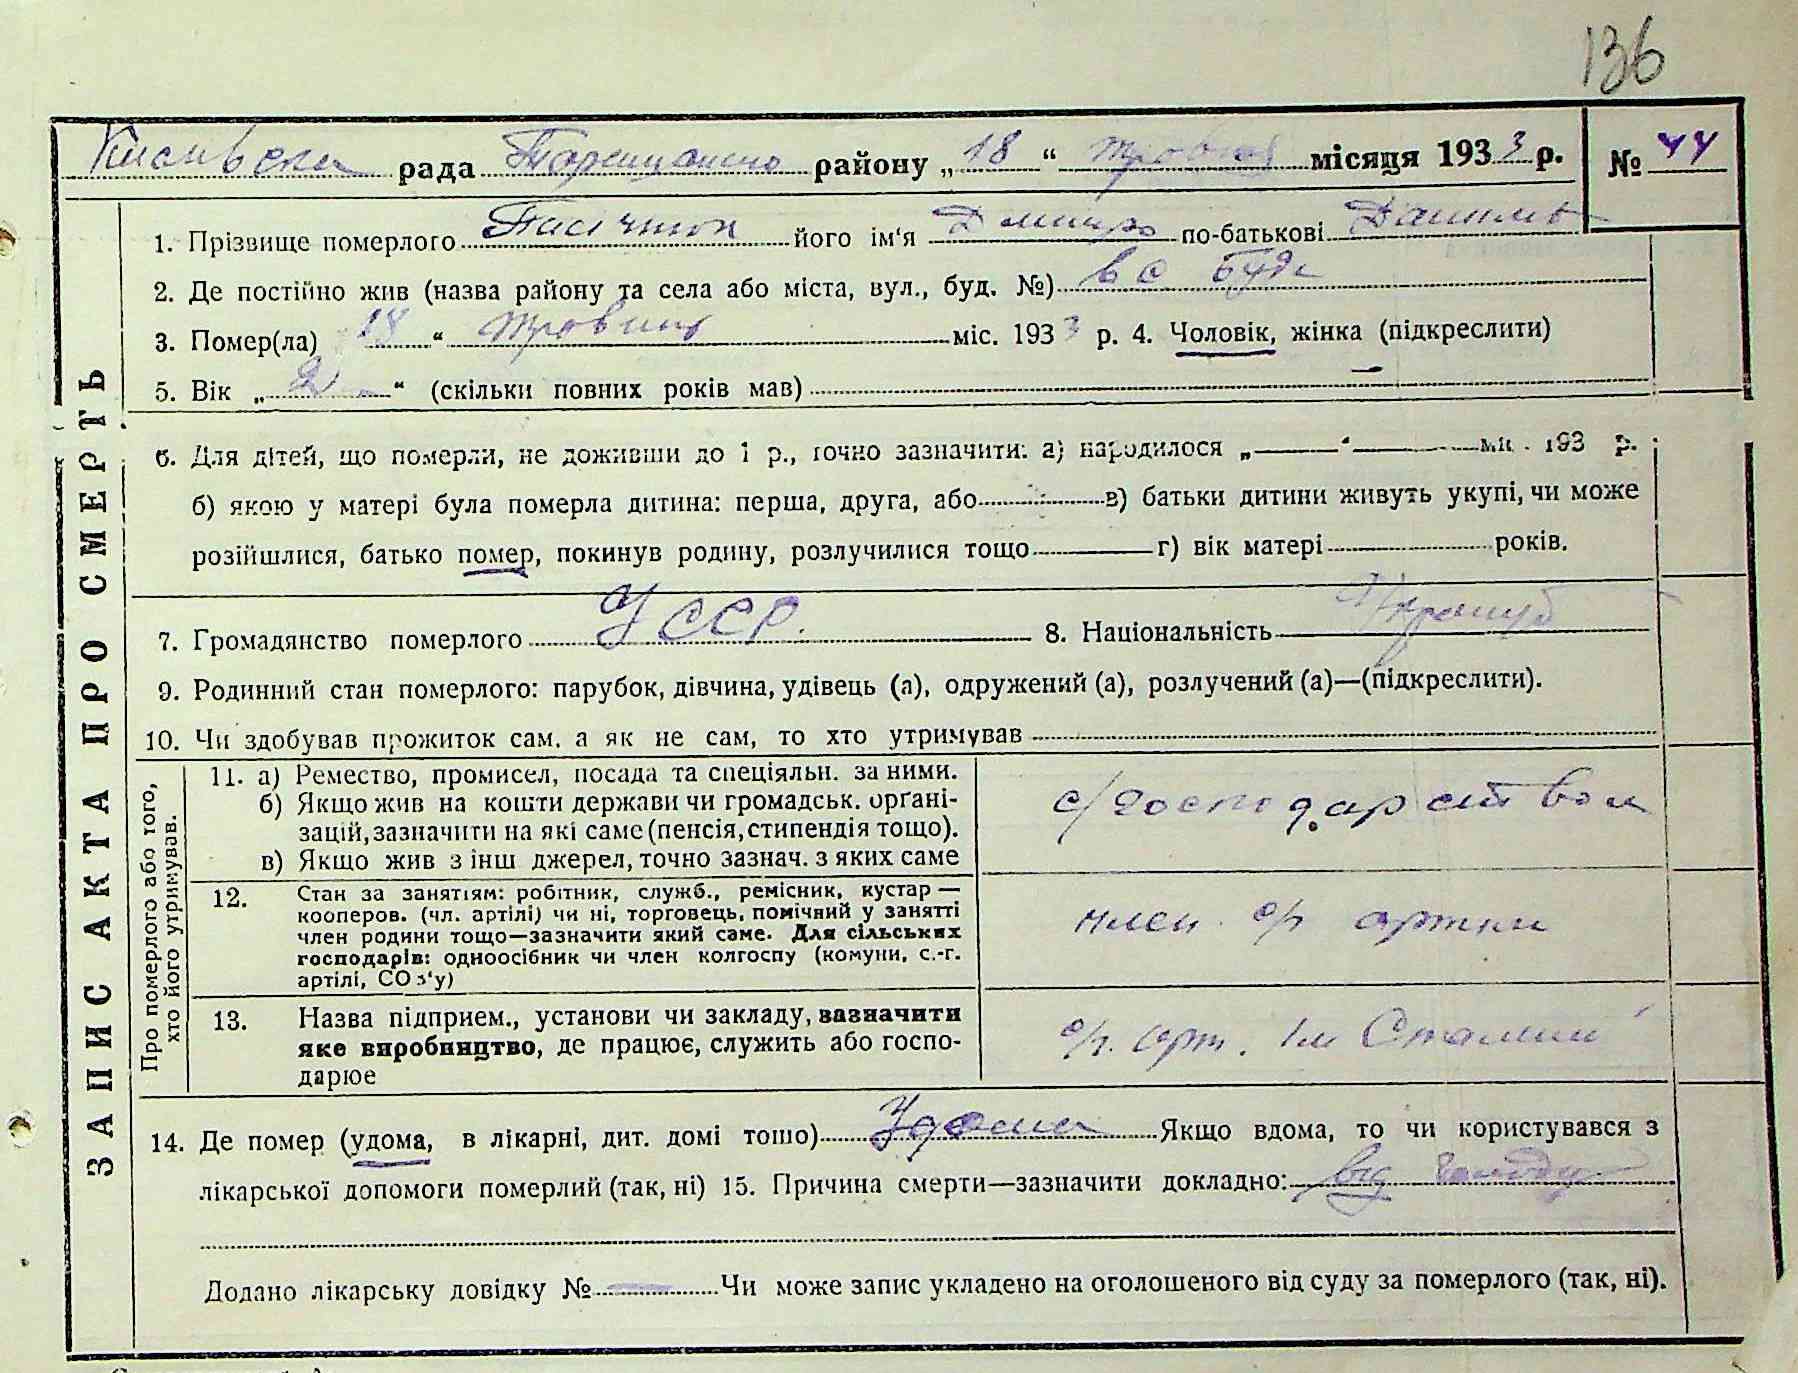 136
рада Таращанського району „18“ травня місяця 1933 р. № 44
ЗАПИС АКТА ПРО СМЕРТЬ
1. Прізвище померлого Пасічник його ім‘я Дмитро по-батькові Данилов
2. Де постійно жив (назва району та села або міста, вул., буд. №) в с Буда
3. Помер(ла) 18 “ травня міс. 1933 р. 4. Чоловік, жінка (підкреслити)
5. Вік „ 2 “ (скільки повних років мав) —
6. Для дітей, що померли, не доживши до 1 р., точно зазначити: а) народилося „ “ міс. 193 р.
б) якою у матері була померла дитина: перша, друга, або в) батьки дитини живуть укупі, чи може
розійшлися, батько помер, покинув родину, розлучилися тощо г) вік матері років.
7. Громадянство померлого УССР. 8. Національність
9. Родинний стан померлого: парубок, дівчина, удівець (а), одружений (а), розлучений (а)—(підкреслити).
10. Чи здобував прожиток сам, а як не сам, то хто утримував
Про померлого або того, хто його утримував.
11. а) Ремество, промисел, посада та спеціяльн. за ними.
б) Якщо жив на кошти держави чи громадськ. орґані-
зацій, зазначити на які саме (пенсія, стипендія тощо).
в) Якщо жив з інш джерел, точно зазнач. з яких саме
с/господарством
12. Стан за занятіям: робітник, служб., ремісник, кустар —
кооперов. (чл. артілі) чи ні, торговець, помічний у занятті
член родини тощо—зазначити який саме. Для сільських
господарів: одноосібник чи член колгоспу (комуни, с.-г.
артілі, СОз‘у)
член с/г артіли
13. Назва підприєм., установи чи закладу, зазначити
яке виробництво, де працює, служить або госпо-
дарює
с/г. арт. Ім Сталіна
14. Де помер (удома, в лікарні, дит. домі тощо) Удома Якщо вдома, то чи користувався з
лікарської допомоги померлий (так, ні) 15. Причина смерти—зазначити докладно: від голоду
Додано лікарську довідку № — Чи може запис укладено на оголошеного від суду за померлого (так, ні).